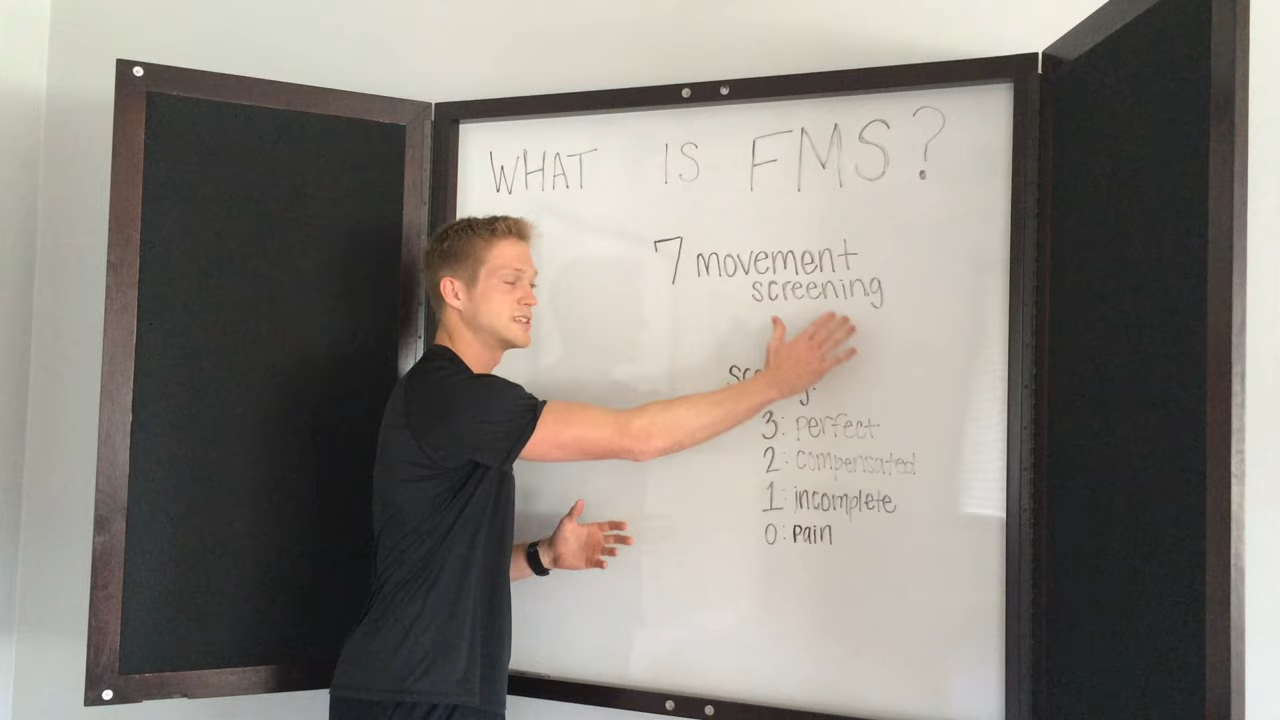 WHAT IS FMS?
7 movement
screening
3: perfect
2: compensated
1: incomplete
0: pain